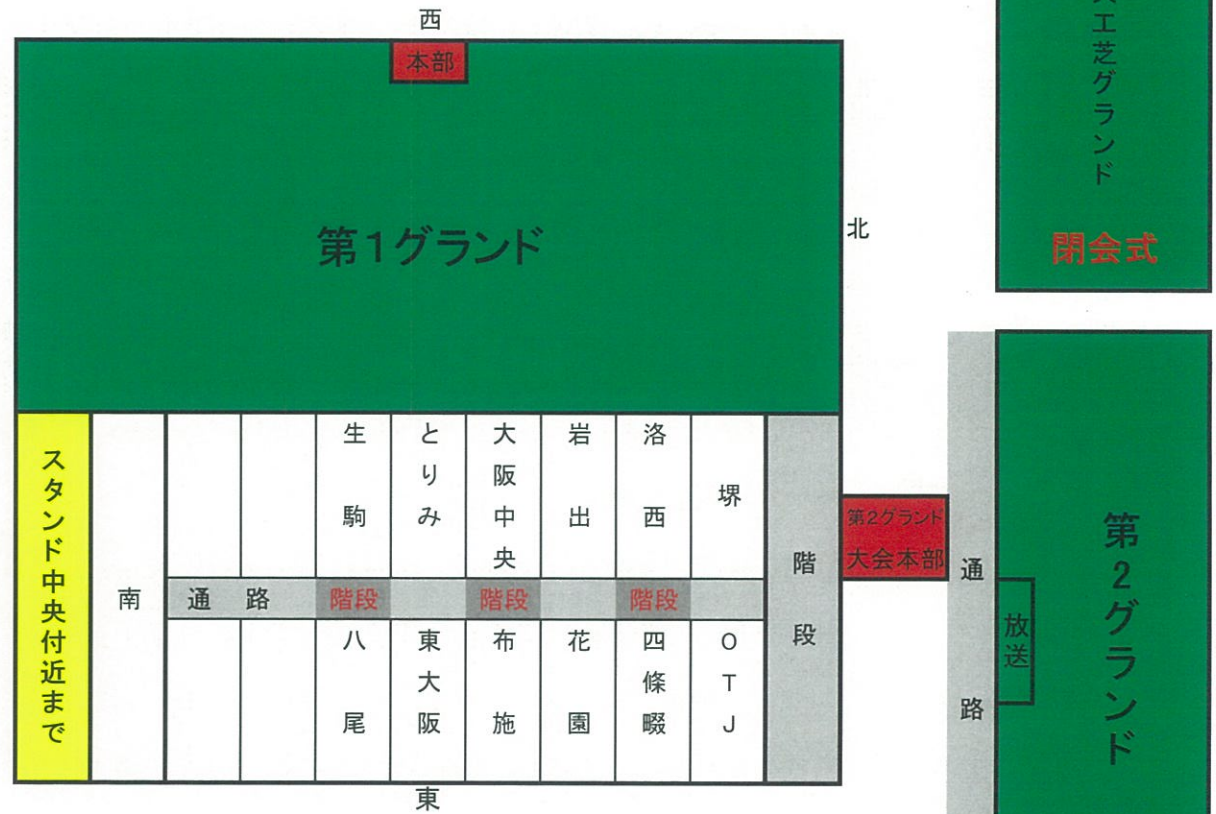 西
本部
第1グランド
北
工芝グランド
閉会式
スタンド中央付近まで
南
生駒
とりみ
大阪中央
岩出
洛西
堺
通路
階段
階段
階段
八尾
東大阪
布施
花園
四條畷
OTJ
階段
東
第2グランド
大会本部
通路
放送
第2グランド